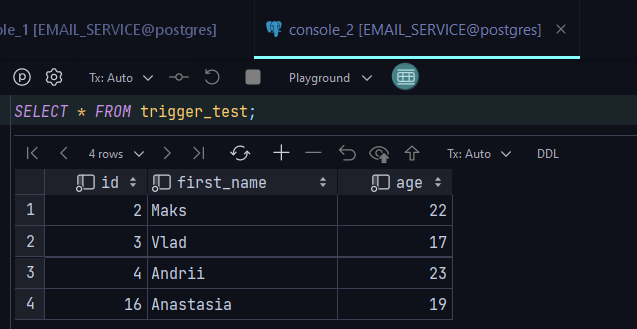 ole_1 [EMAIL_SERVICE@postgres] console_2 [EMAIL_SERVICE@postgres]
Tx: Auto Playground
SELECT * FROM trigger_test;
4 rows Tx: Auto DDL
id first_name age
1 2 Maks 22
2 3 Vlad 17
3 4 Andrii 23
4 16 Anastasia 19